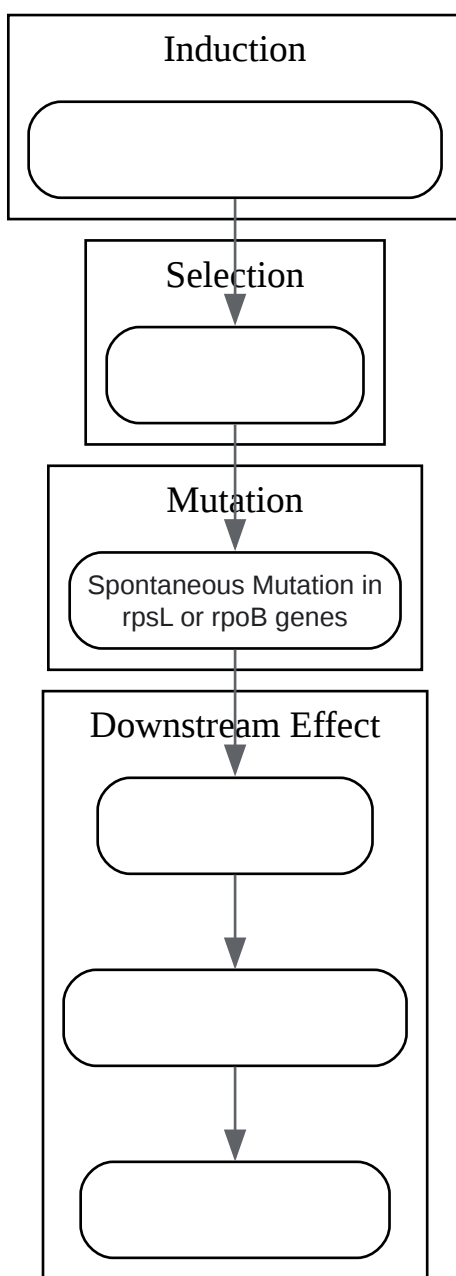 Induction
Selection
Mutation
Spontaneous Mutation in
rpsL or rpoB genes
Downstream Effect